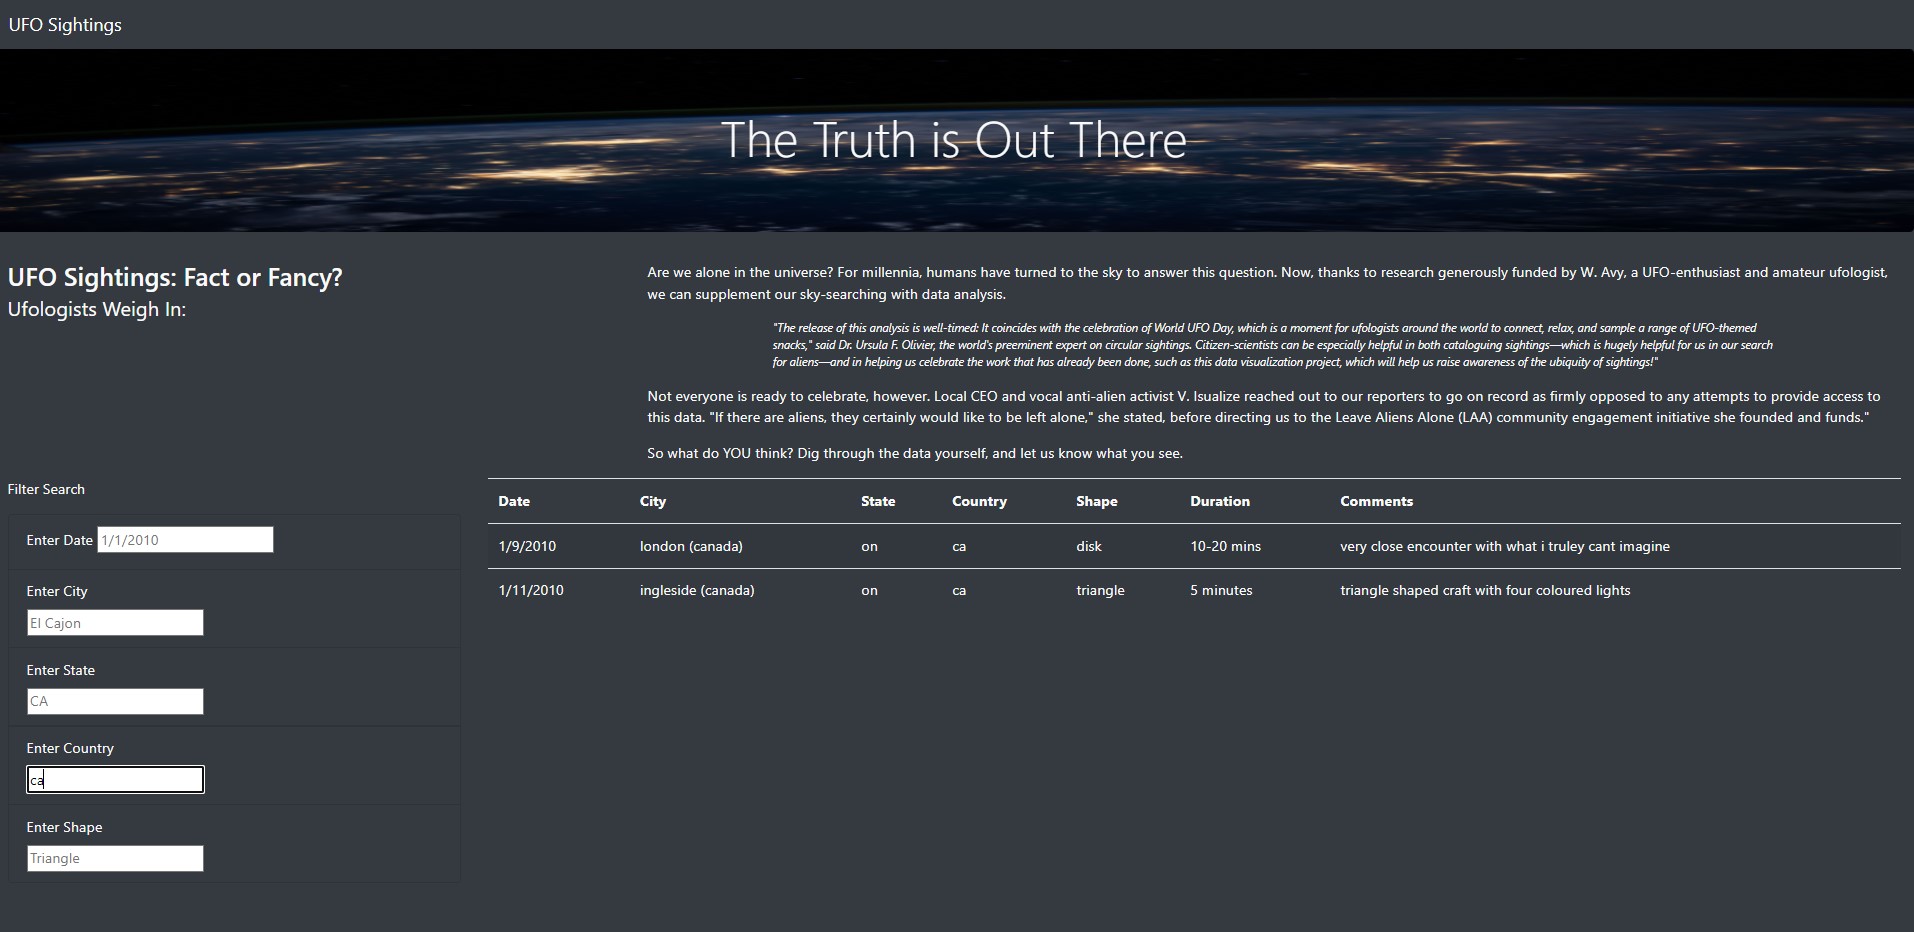 UFO Sightings
The Truth is Out There
UFO Sightings: Fact or Fancy?
Ufologists Weigh In:
Are we alone in the universe? For millennia, humans have turned to the sky to answer this question. Now, thanks to research generously funded by W. Avy, a UFO-enthusiast and amateur ufologist,
we can supplement our sky-searching with data analysis.
"The release of this analysis is well-timed: It coincides with the celebration of World UFO Day, which is a moment for ufologists around the world to connect, relax, and sample a range of UFO-themed
snacks," said Dr. Ursula F. Olivier, the world's preeminent expert on circular sightings. Citizen-scientists can be especially helpful in both cataloguing sightings—which is hugely helpful for us in our search
for aliens—and in helping us celebrate the work that has already been done, such as this data visualization project, which will help us raise awareness of the ubiquity of sightings!"
Not everyone is ready to celebrate, however. Local CEO and vocal anti-alien activist V. Isualize reached out to our reporters to go on record as firmly opposed to any attempts to provide access to
this data. "If there are aliens, they certainly would like to be left alone," she stated, before directing us to the Leave Aliens Alone (LAA) community engagement initiative she founded and funds."
So what do YOU think? Dig through the data yourself, and let us know what you see.
Filter Search
Enter Date 1/1/2010
Enter City
El Cajon
Enter State
CA
Enter Country
ca
Enter Shape
Triangle
Date City State Country Shape Duration Comments
1/9/2010 london (canada) on ca disk 10-20 mins very close encounter with what i truley cant imagine
1/11/2010 ingleside (canada) on ca triangle 5 minutes triangle shaped craft with four coloured lights